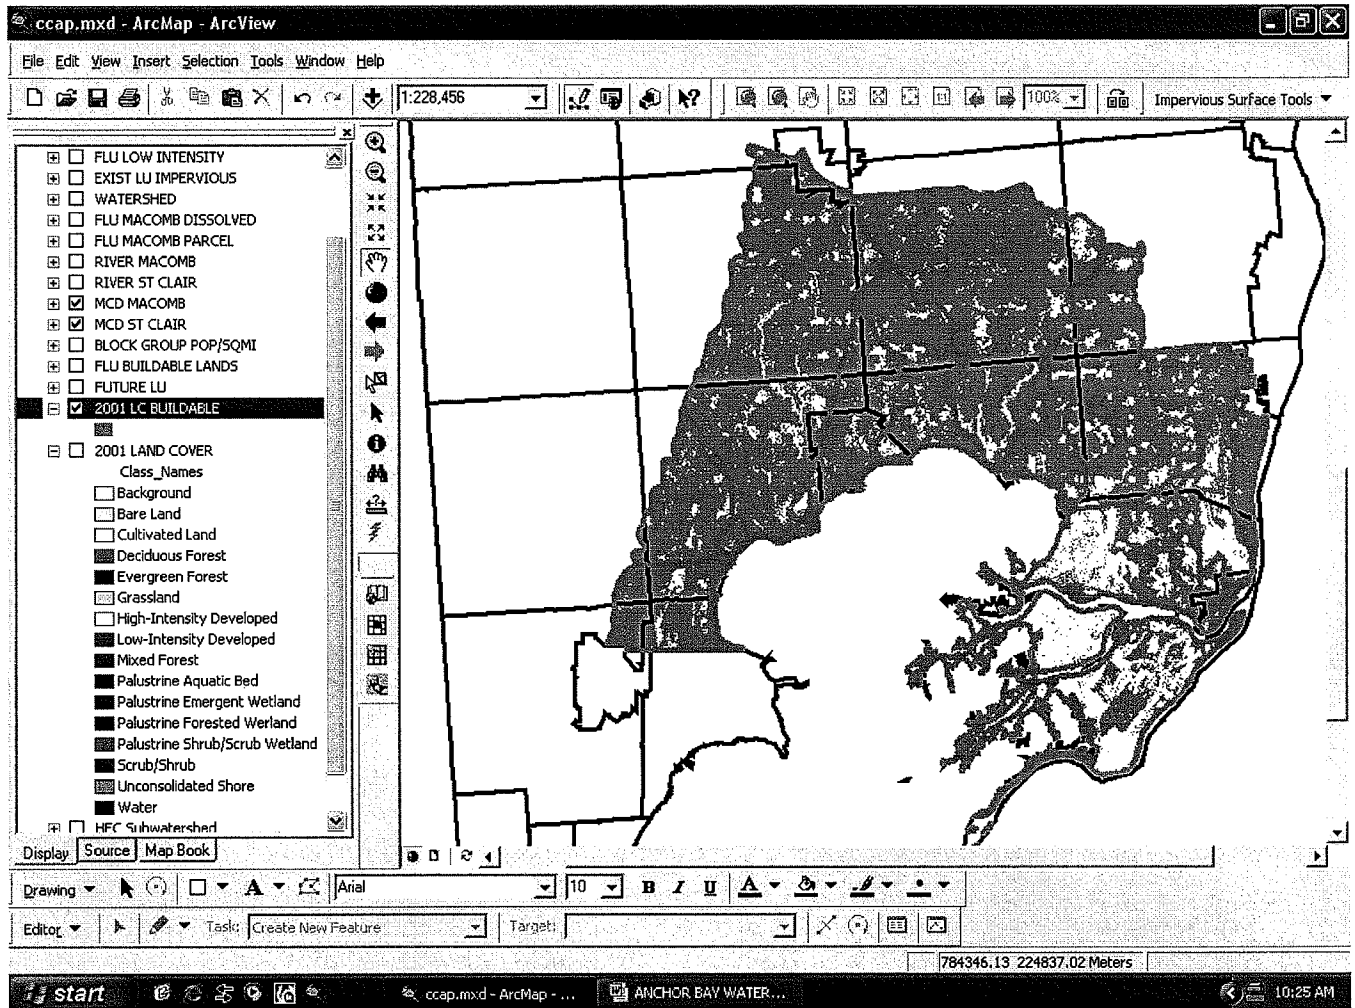 ccap.mxd - ArcMap - ArcView
File Edit View Insert Selection Tools Window Help
1:228,456
100%
Impervious Surface Tools
FLU LOW INTENSITY
EXIST LU IMPERVIOUS
WATERSHED
FLU MACOMB DISSOLVED
FLU MACOMB PARCEL
RIVER MACOMB
RIVER ST CLAIR
MCD MACOMB
MCD ST CLAIR
BLOCK GROUP POP/SQMI
FLU BUILDABLE LANDS
FUTURE LU
2001 LC BUILDABLE
2001 LAND COVER
Class_Names
Background
Bare Land
Cultivated Land
Deciduous Forest
Evergreen Forest
Grassland
High-Intensity Developed
Low-Intensity Developed
Mixed Forest
Palustrine Aquatic Bed
Palustrine Emergent Wetland
Palustrine Forested Werland
Palustrine Shrub/Scrub Wetland
Scrub/Shrub
Unconsolidated Shore
Water
HFC Subwatershed
Display Source Map Book
Drawing A Arial 10 B I U A
Editor Task: Create New Feature Target:
784346.13 224837.02 Meters
start ccap.mxd - ArcMap - ... ANCHOR BAY WATER... 10:25 AM